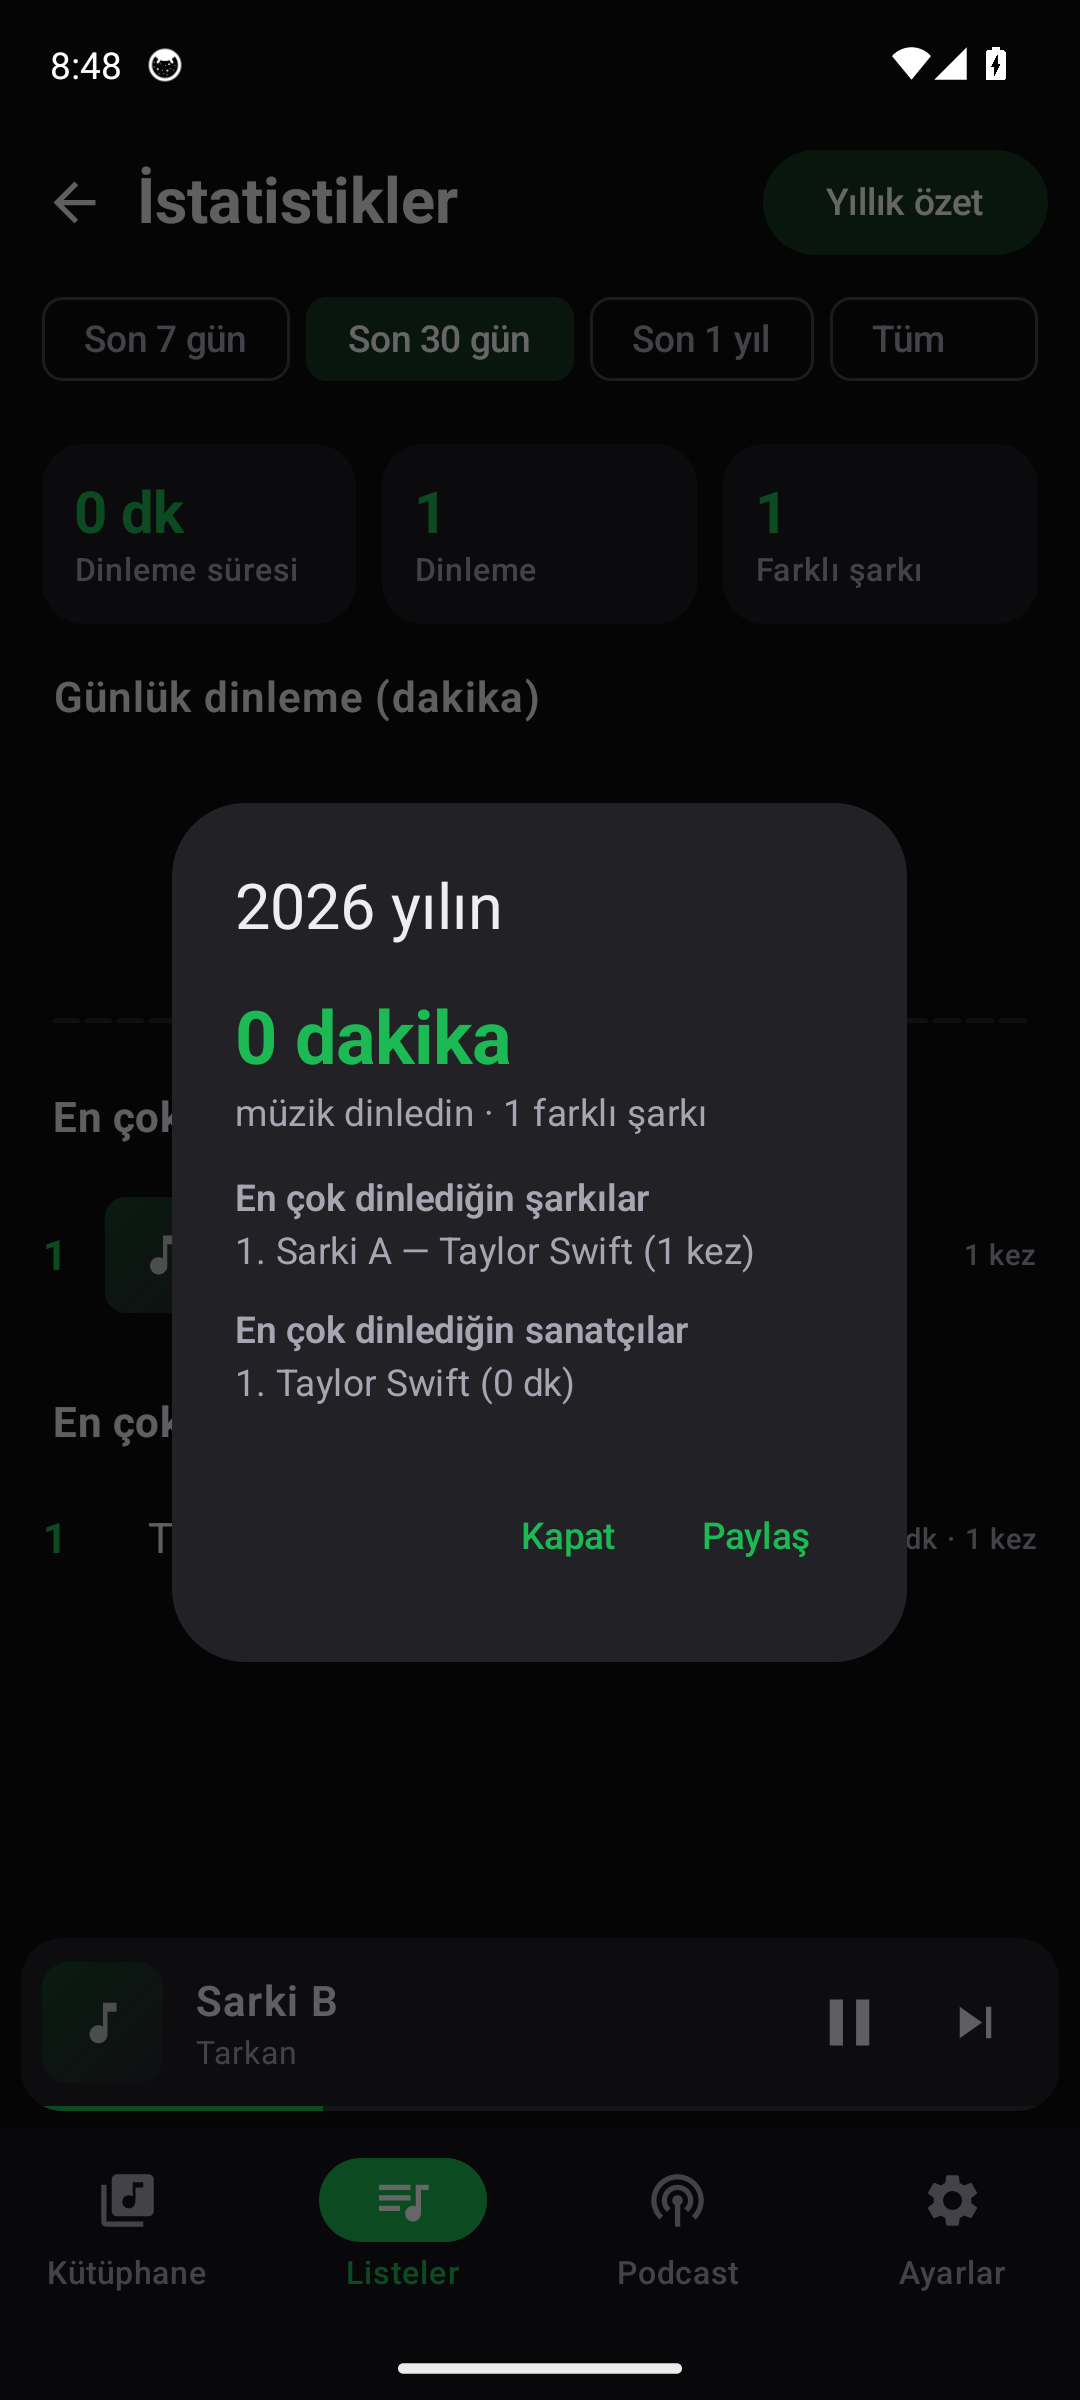 8:48
İstatistikler
Yıllık özet
Son 7 gün
Son 30 gün
Son 1 yıl
Tüm
0 dk
Dinleme süresi
1
Dinleme
1
Farklı şarkı
Günlük dinleme (dakika)
2026 yılın
0 dakika
müzik dinledin · 1 farklı şarkı
En çok dinlediğin şarkılar
1. Sarki A — Taylor Swift (1 kez)
En çok dinlediğin sanatçılar
1. Taylor Swift (0 dk)
Kapat
Paylaş
En çok
1
1 kez
En çok
1
T
dk · 1 kez
Sarki B
Tarkan
Kütüphane
Listeler
Podcast
Ayarlar